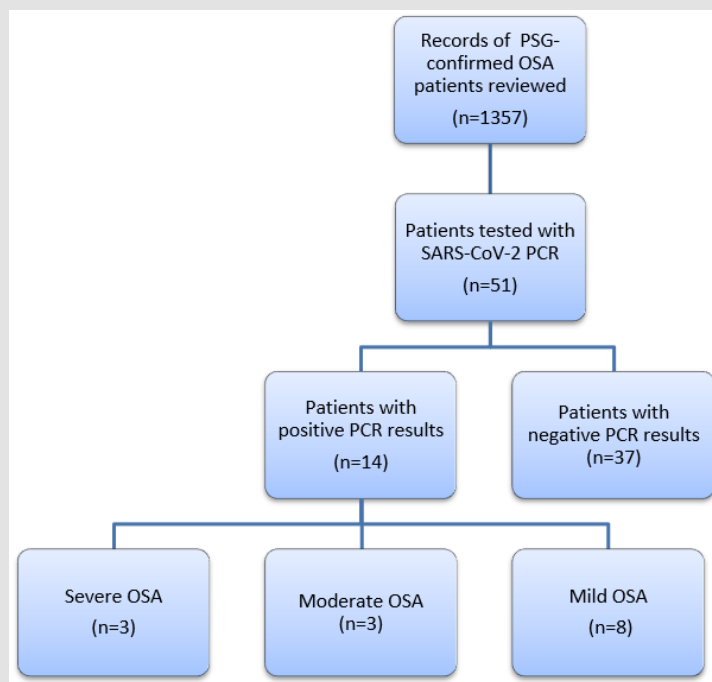 Records of PSG-
confirmed OSA
patients reviewed
(n=1357)
Patients tested with
SARS-CoV-2 PCR
(n=51)
Patients with
positive PCR results
(n=14)
Patients with
negative PCR results
(n=37)
Severe OSA
(n=3)
Moderate OSA
(n=3)
Mild OSA
(n=8)